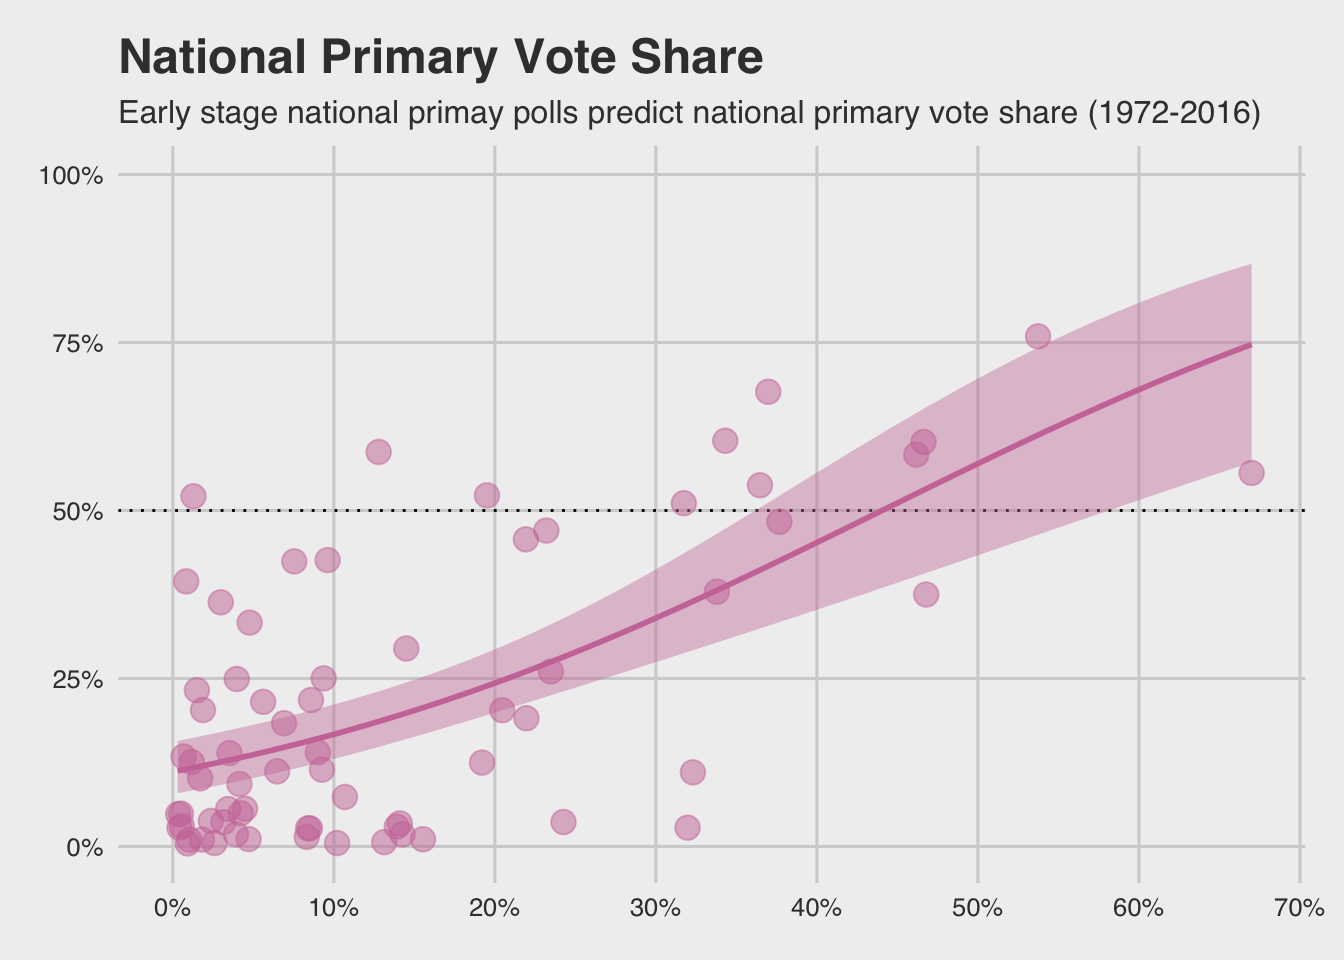 National Primary Vote Share
Early stage national primay polls predict national primary vote share (1972-2016)
100%
75%
50%
25%
0%
0% 10% 20% 30% 40% 50% 60% 70%